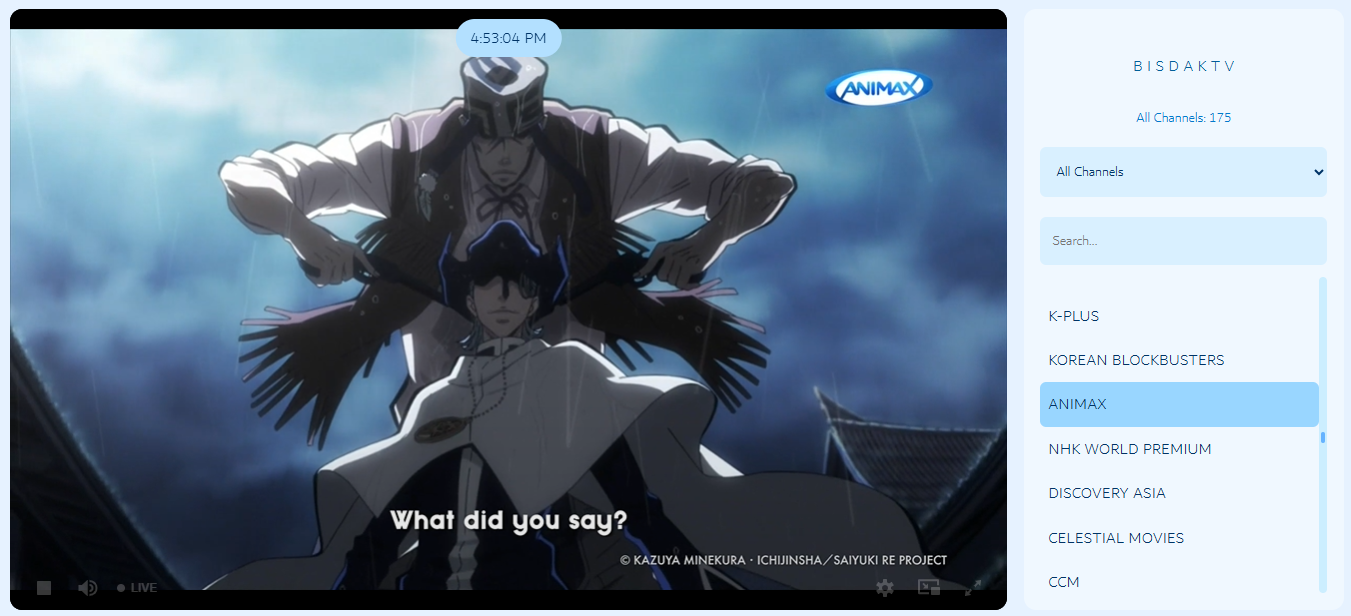 4:53:04 PM
ANIMAX
What did you say?
© KAZUYA MINEKURA・ICHIJINSHA／SAIYUKI RE PROJECT
LIVE
BISDAKTV
All Channels: 175
All Channels
Search...
K-PLUS
KOREAN BLOCKBUSTERS
ANIMAX
NHK WORLD PREMIUM
DISCOVERY ASIA
CELESTIAL MOVIES
CCM